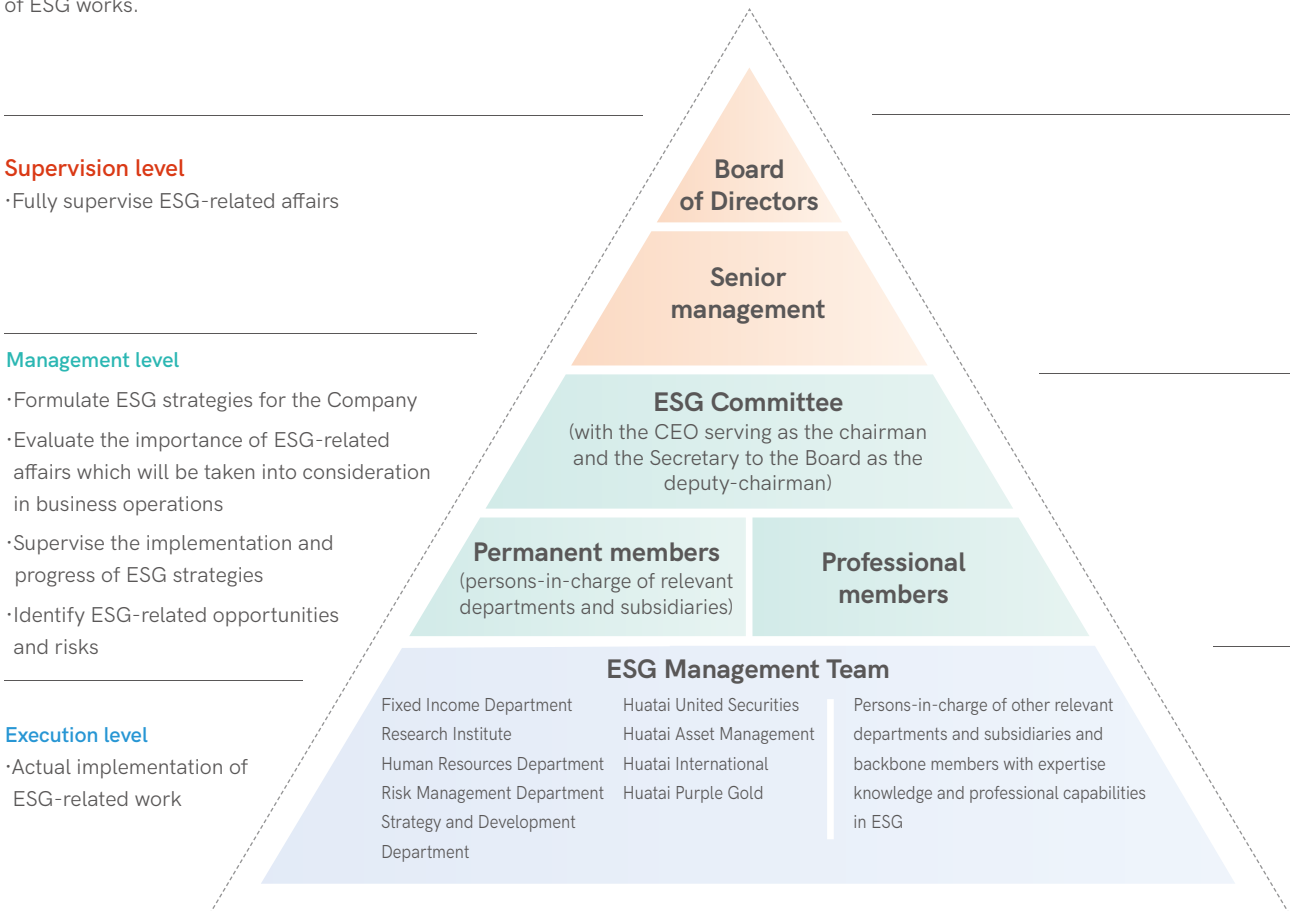 of ESG works.
Supervision level
·Fully supervise ESG-related affairs
Management level
·Formulate ESG strategies for the Company
·Evaluate the importance of ESG-related
affairs which will be taken into consideration
in business operations
·Supervise the implementation and
progress of ESG strategies
·Identify ESG-related opportunities
and risks
Execution level
·Actual implementation of
ESG-related work
Board
of Directors
Senior
management
ESG Committee
(with the CEO serving as the chairman
and the Secretary to the Board as the
deputy-chairman)
Permanent members
(persons-in-charge of relevant
departments and subsidiaries)
Professional
members
ESG Management Team
Fixed Income Department
Research Institute
Human Resources Department
Risk Management Department
Strategy and Development
Department
Huatai United Securities
Huatai Asset Management
Huatai International
Huatai Purple Gold
Persons-in-charge of other relevant
departments and subsidiaries and
backbone members with expertise
knowledge and professional capabilities
in ESG